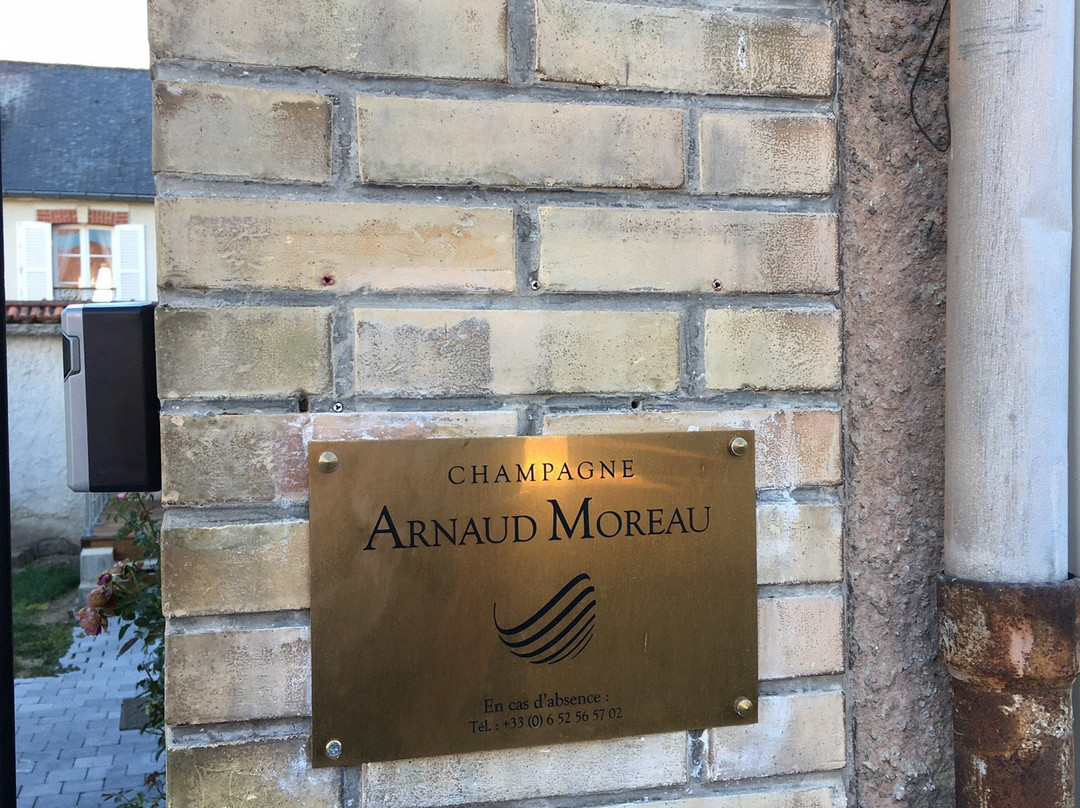 CHAMPAGNE
ARNAUD MOREAU
En cas d'absence :
Tél. : +33 (0) 6 52 56 57 02